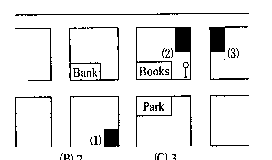 (2) (3)
Bank Books
Park
(1)
(B) 2 (C) 3